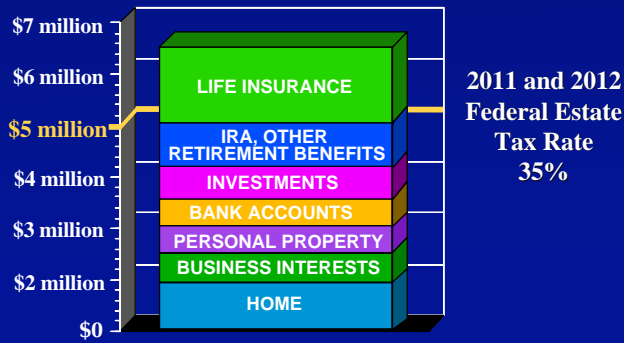 $7 million
$6 million
$5 million
$4 million
$3 million
$2 million
$0
LIFE INSURANCE
IRA, OTHER
RETIREMENT BENEFITS
INVESTMENTS
BANK ACCOUNTS
PERSONAL PROPERTY
BUSINESS INTERESTS
HOME
2011 and 2012
Federal Estate
Tax Rate
35%